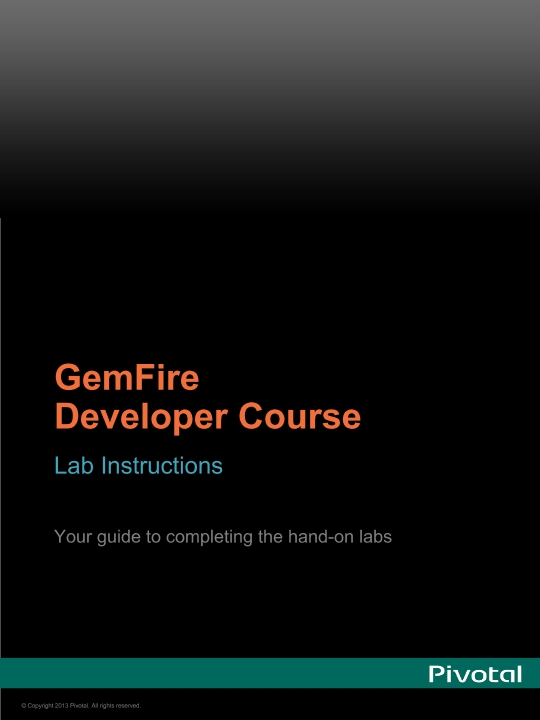 GemFire
Developer Course
Lab Instructions
Your guide to completing the hand-on labs
Pivotal
© Copyright 2013 Pivotal. All rights reserved.